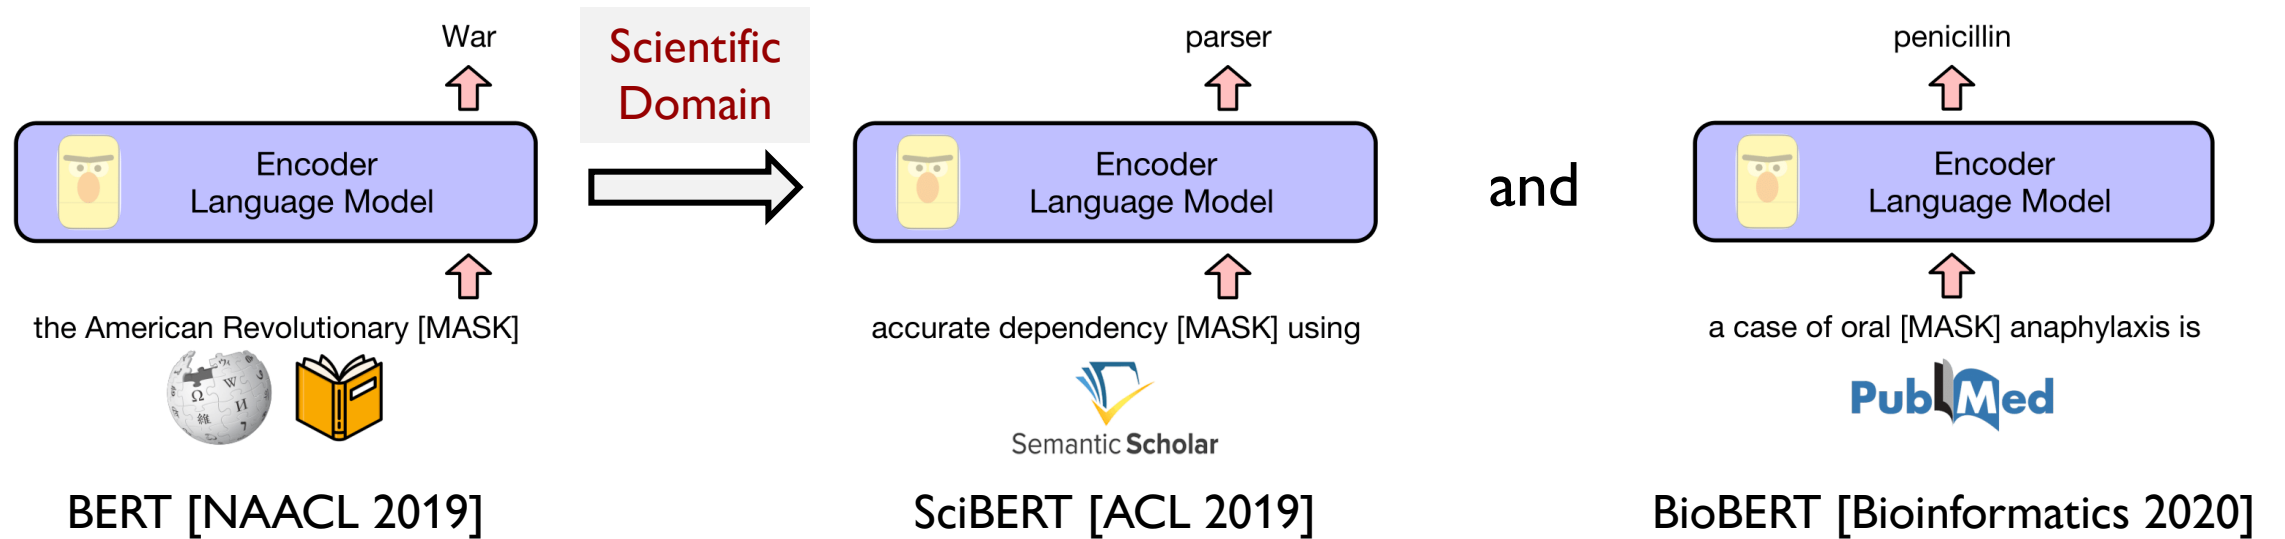 War
Encoder
Language Model
the American Revolutionary [MASK]
BERT [NAACL 2019]
Scientific
Domain
parser
Encoder
Language Model
accurate dependency [MASK] using
Semantic Scholar
SciBERT [ACL 2019]
and
penicillin
Encoder
Language Model
a case of oral [MASK] anaphylaxis is
PubMed
BioBERT [Bioinformatics 2020]